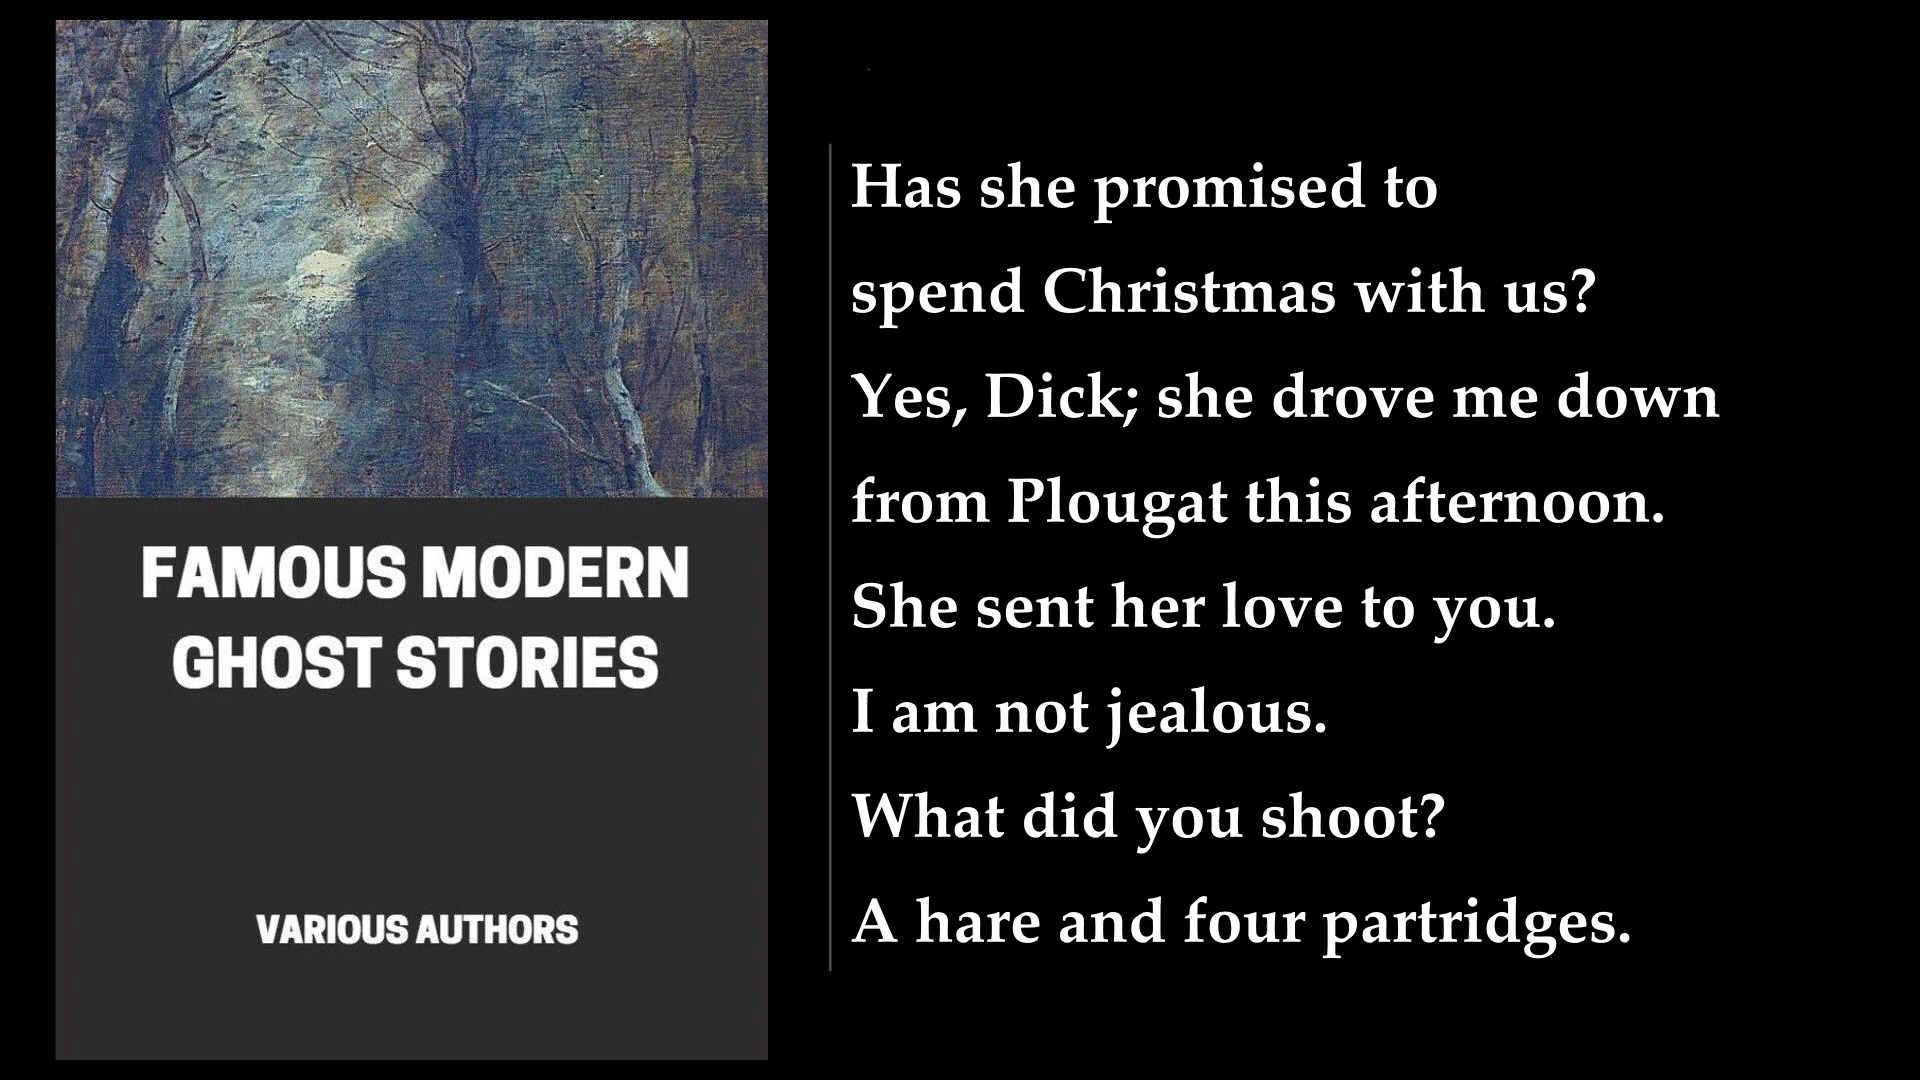 FAMOUS MODERN
GHOST STORIES
VARIOUS AUTHORS
Has she promised to
spend Christmas with us?
Yes, Dick; she drove me down
from Plougat this afternoon.
She sent her love to you.
I am not jealous.
What did you shoot?
A hare and four partridges.